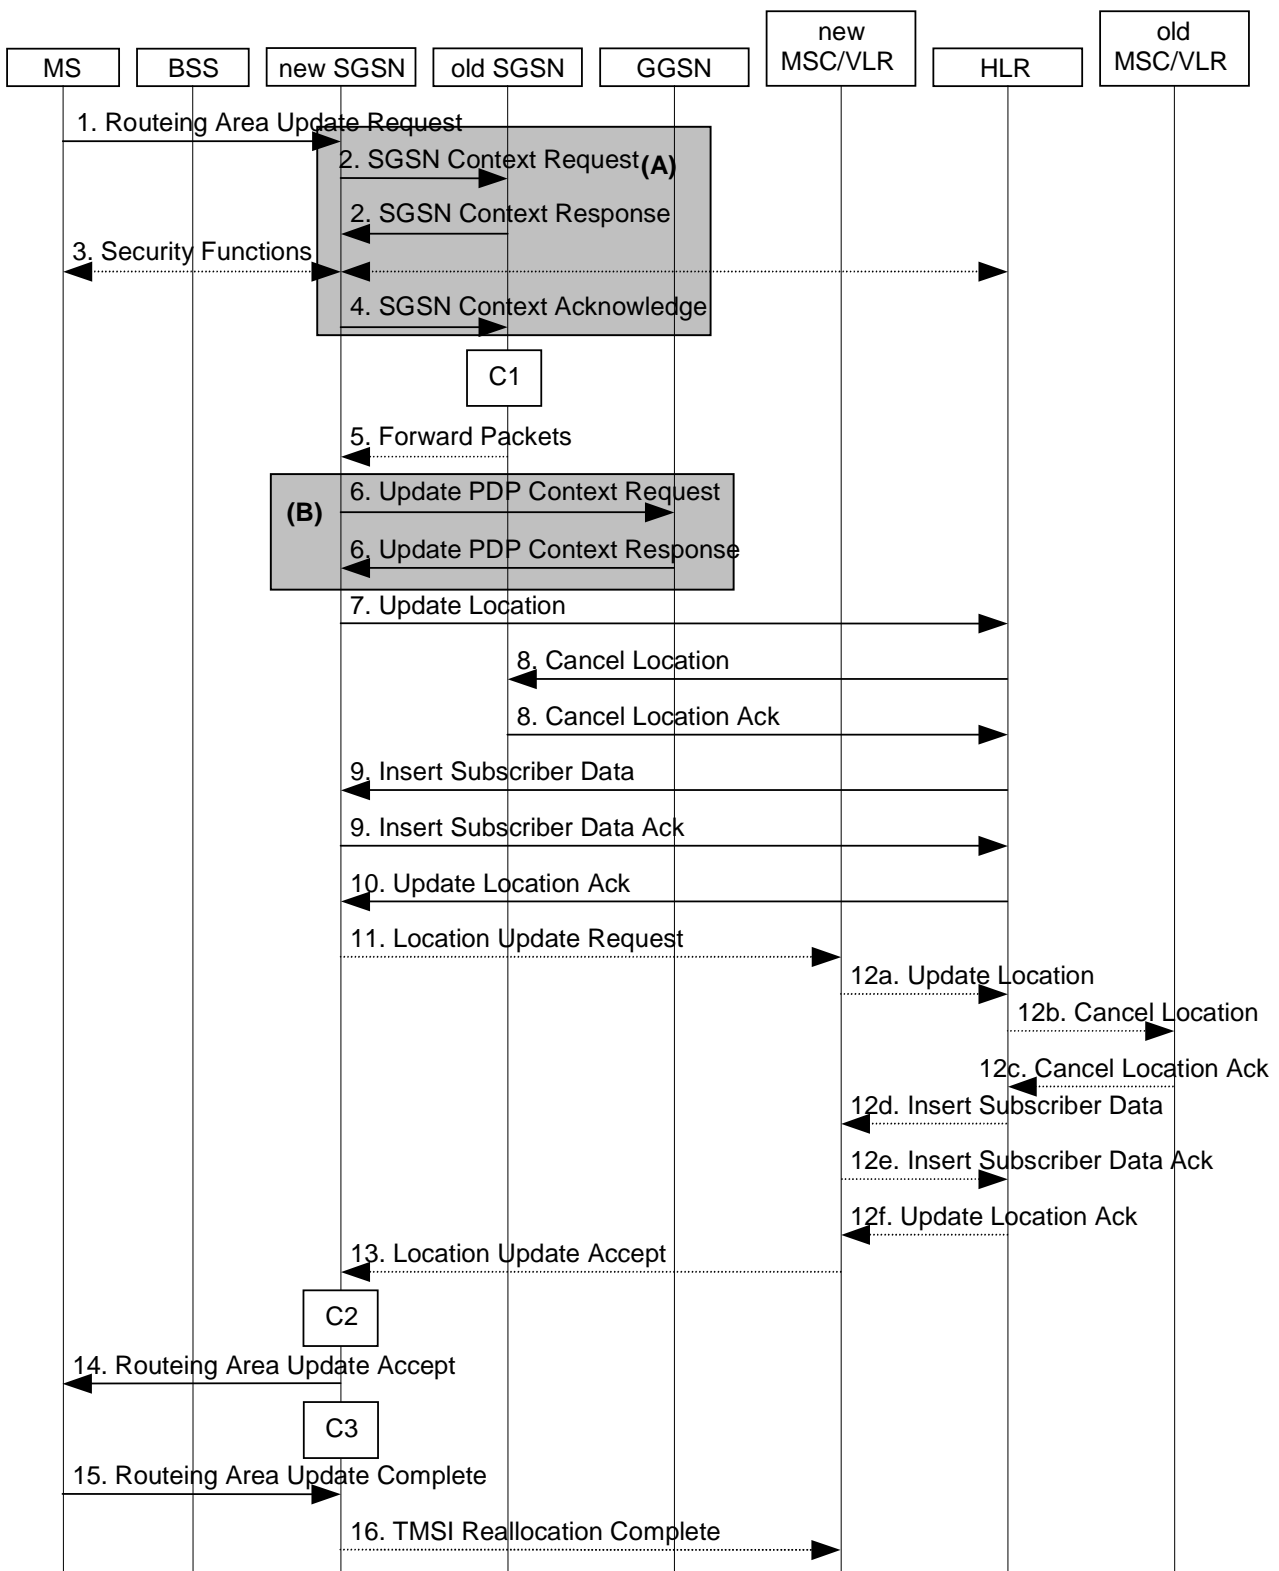 new
MSC/VLR
old
MSC/VLR
MS
BSS
new SGSN
old SGSN
GGSN
HLR
1. Routeing Area Update Request
2. SGSN Context Request
(A)
2. SGSN Context Response
3. Security Functions
4. SGSN Context Acknowledge
C1
5. Forward Packets
6. Update PDP Context Request
(B)
6. Update PDP Context Response
7. Update Location
8. Cancel Location
8. Cancel Location Ack
9. Insert Subscriber Data
9. Insert Subscriber Data Ack
10. Update Location Ack
11. Location Update Request
12a. Update Location
12b. Cancel Location
12c. Cancel Location Ack
12d. Insert Subscriber Data
12e. Insert Subscriber Data Ack
12f. Update Location Ack
13. Location Update Accept
C2
14. Routeing Area Update Accept
C3
15. Routeing Area Update Complete
16. TMSI Reallocation Complete